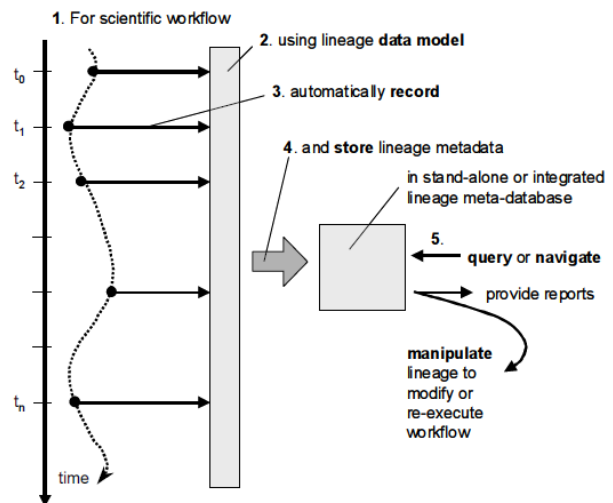 1. For scientific workflow
2. using lineage data model
t0
3. automatically record
t1
4. and store lineage metadata
t2
in stand-alone or integrated
lineage meta-database
5.
query or navigate
provide reports
manipulate
lineage to
modify or
re-execute
workflow
tn
time